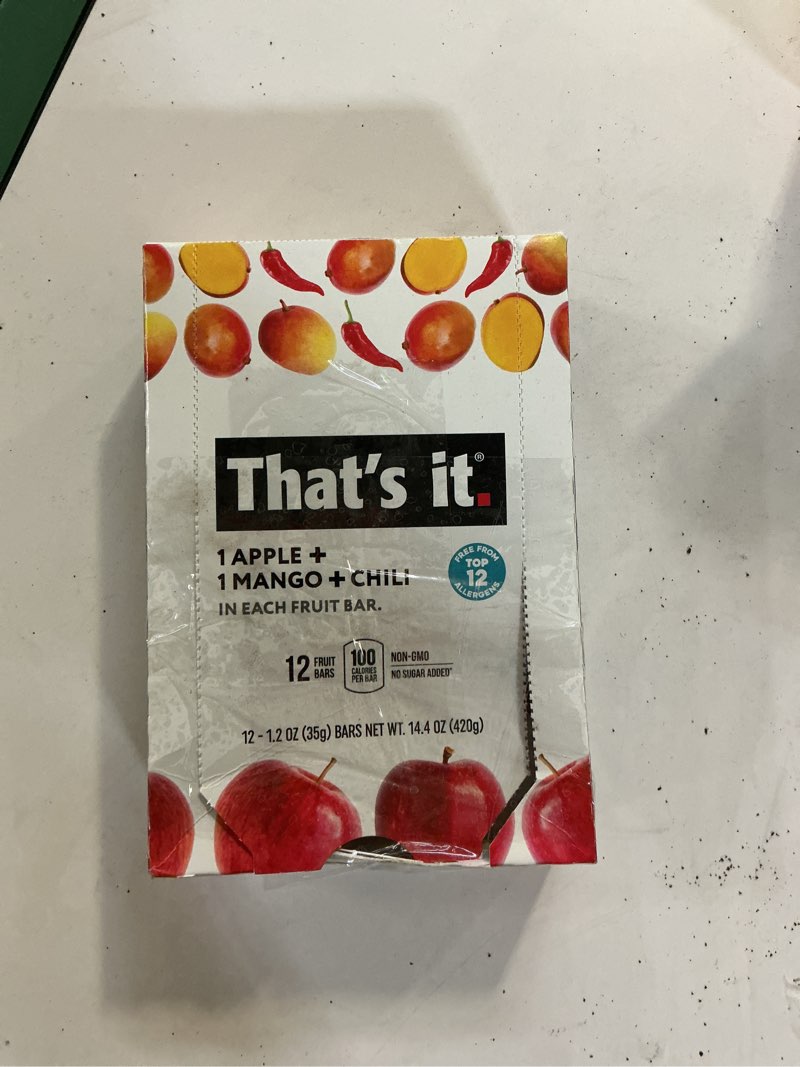 That's it.®
1 APPLE +
1 MANGO + CHILI
IN EACH FRUIT BAR.
FREE FROM
TOP
12
ALLERGENS
12 FRUIT BARS
100
CALORIES
PER BAR
NON-GMO
NO SUGAR ADDED*
12 - 1.2 OZ (35g) BARS NET WT. 14.4 OZ (420g)